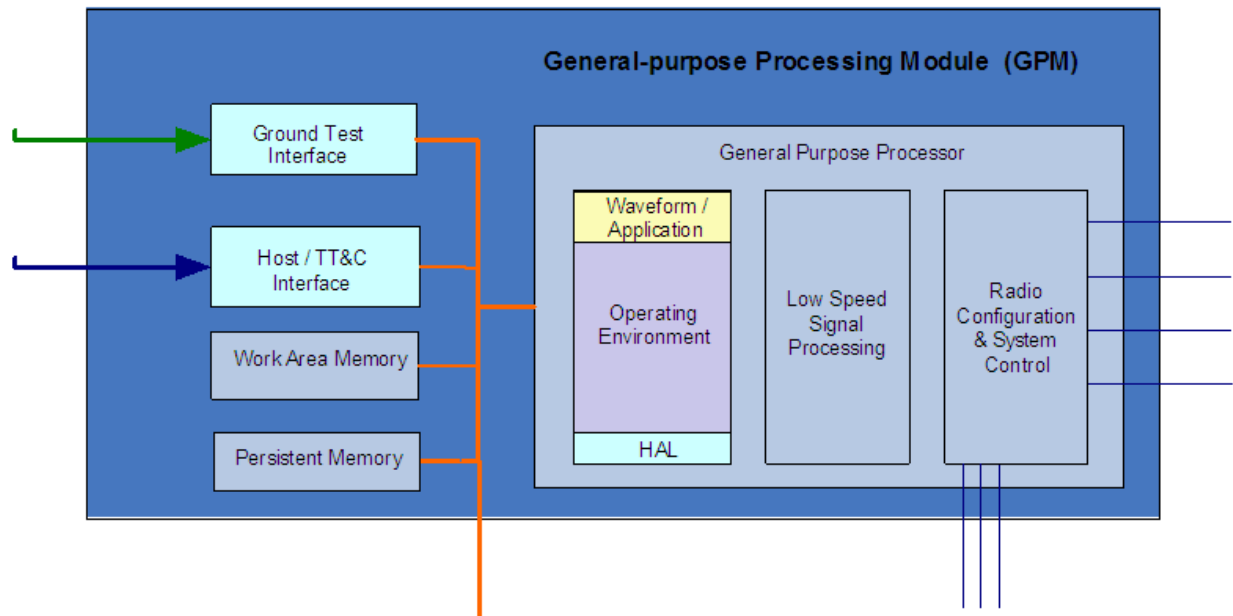 General-purpose Processing Module (GPM)
Ground Test
Interface
Host / TT&C
Interface
Work Area Memory
Persistent Memory
General Purpose Processor
Waveform /
Application
Operating
Environment
HAL
Low Speed
Signal
Processing
Radio
Configuration
& System
Control